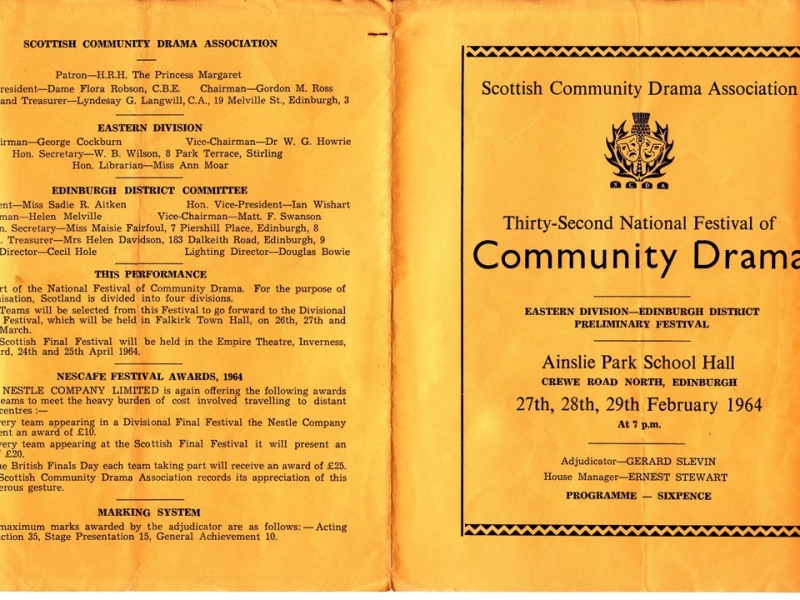 SCOTTISH COMMUNITY DRAMA ASSOCIATION
Patron—H.R.H. The Princess Margaret
resident—Dame Flora Robson, C.B.E. Chairman—Gordon M. Ross
and Treasurer—Lyndesay G. Langwill, C.A., 19 Melville St., Edinburgh, 3
EASTERN DIVISION
irman—George Cockburn Vice-Chairman—Dr W. G. Howrie
Hon. Secretary—W. B. Wilson, 8 Park Terrace, Stirling
Hon. Librarian—Miss Ann Moar
EDINBURGH DISTRICT COMMITTEE
ent—Miss Sadie R. Aitken Hon. Vice-President—Ian Wishart
man—Helen Melville Vice-Chairman—Matt. F. Swanson
n. Secretary—Miss Maisie Fairfoul, 7 Piershill Place, Edinburgh, 8
. Treasurer—Mrs Helen Davidson, 183 Dalkeith Road, Edinburgh, 9
Director—Cecil Hole Lighting Director—Douglas Bowie
THIS PERFORMANCE
rt of the National Festival of Community Drama. For the purpose of
nisation, Scotland is divided into four divisions.
Teams will be selected from this Festival to go forward to the Divisional
Festival, which will be held in Falkirk Town Hall, on 26th, 27th and
March.
Scottish Final Festival will be held in the Empire Theatre, Inverness,
rd, 24th and 25th April 1964.
NESCAFE FESTIVAL AWARDS, 1964
NESTLE COMPANY LIMITED is again offering the following awards
eams to meet the heavy burden of cost involved travelling to distant
centres :—
very team appearing in a Divisional Final Festival the Nestle Company
ent an award of £10.
very team appearing at the Scottish Final Festival it will present an
f £20.
he British Finals Day each team taking part will receive an award of £25.
Scottish Community Drama Association records its appreciation of this
erous gesture.
MARKING SYSTEM
maximum marks awarded by the adjudicator are as follows:—Acting
ction 35, Stage Presentation 15, General Achievement 10.
Scottish Community Drama Association
S C D A
Thirty-Second National Festival of
Community Drama
EASTERN DIVISION—EDINBURGH DISTRICT
PRELIMINARY FESTIVAL
Ainslie Park School Hall
CREWE ROAD NORTH, EDINBURGH
27th, 28th, 29th February 1964
At 7 p.m.
Adjudicator—GERARD SLEVIN
House Manager—ERNEST STEWART
PROGRAMME — SIXPENCE